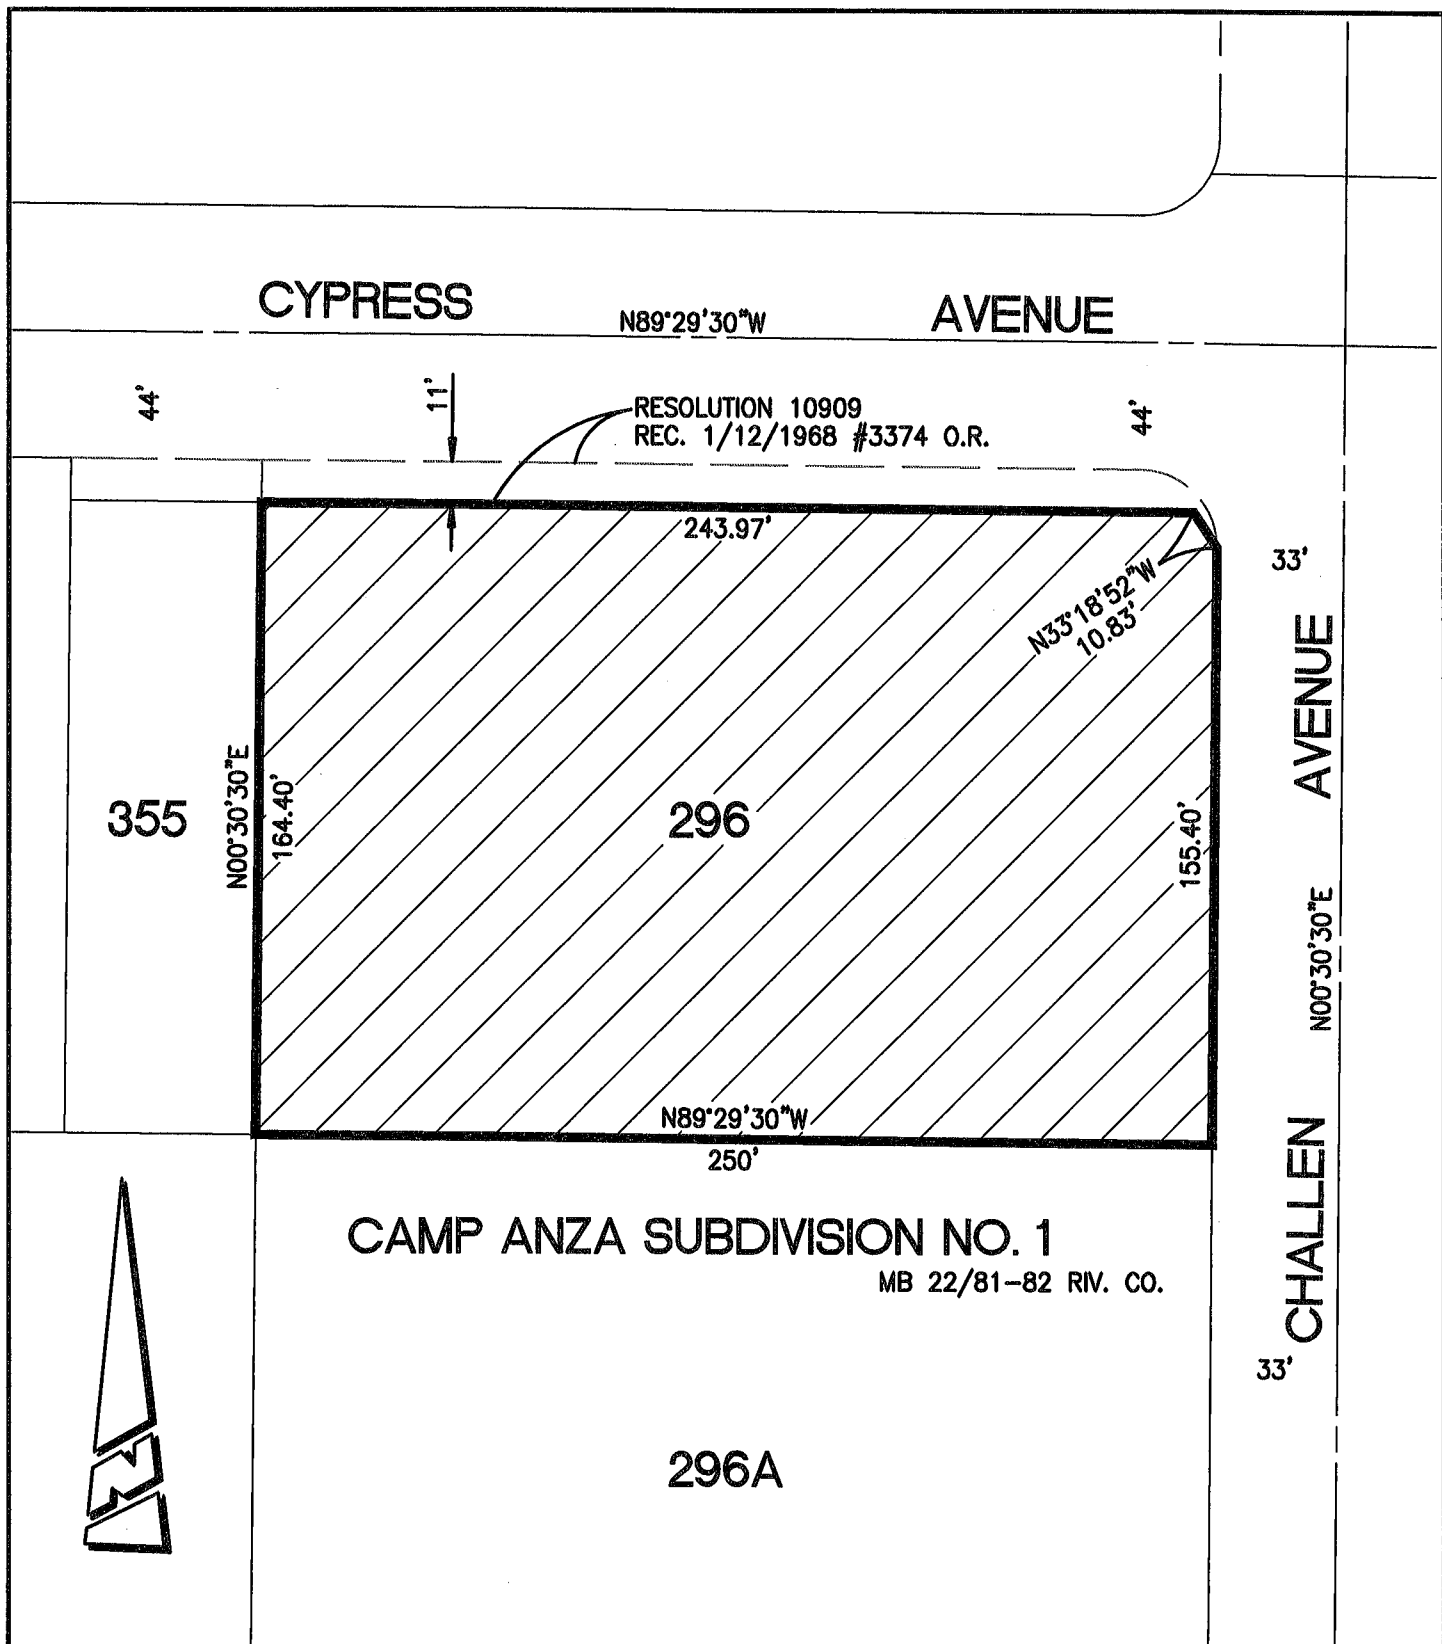 CYPRESS AVENUE
N89°29'30"W
44'
11'
RESOLUTION 10909
REC. 1/12/1968 #3374 O.R.
44'
243.97'
33'
N33°18'52"W
10.83'
AVENUE
355
N00°30'30"E
164.40'
296
155.40'
N00°30'30"E
N89°29'30"W
250'
CHALLEN
CAMP ANZA SUBDIVISION NO. 1
MB 22/81-82 RIV. CO.
33'
296A
N